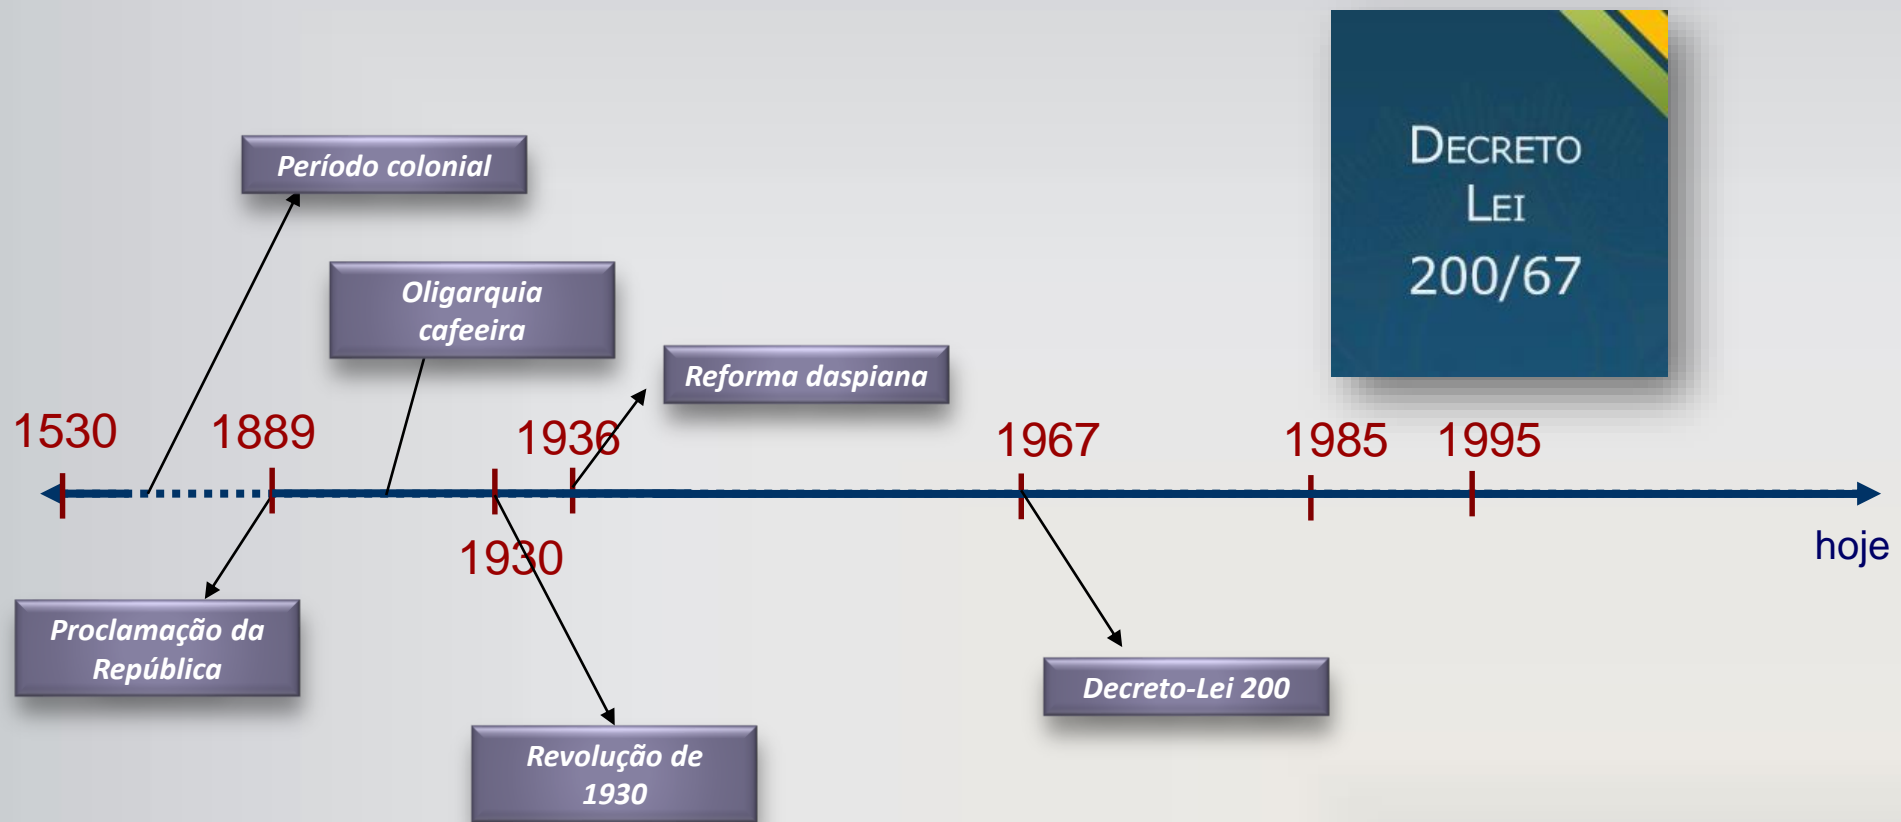 DECRETO
LEI
200/67
Período colonial
Oligarquia
cafeeira
Reforma daspiana
1530
1889
1936
1967
1985
1995
1930
hoje
Proclamação da
República
Decreto-Lei 200
Revolução de
1930